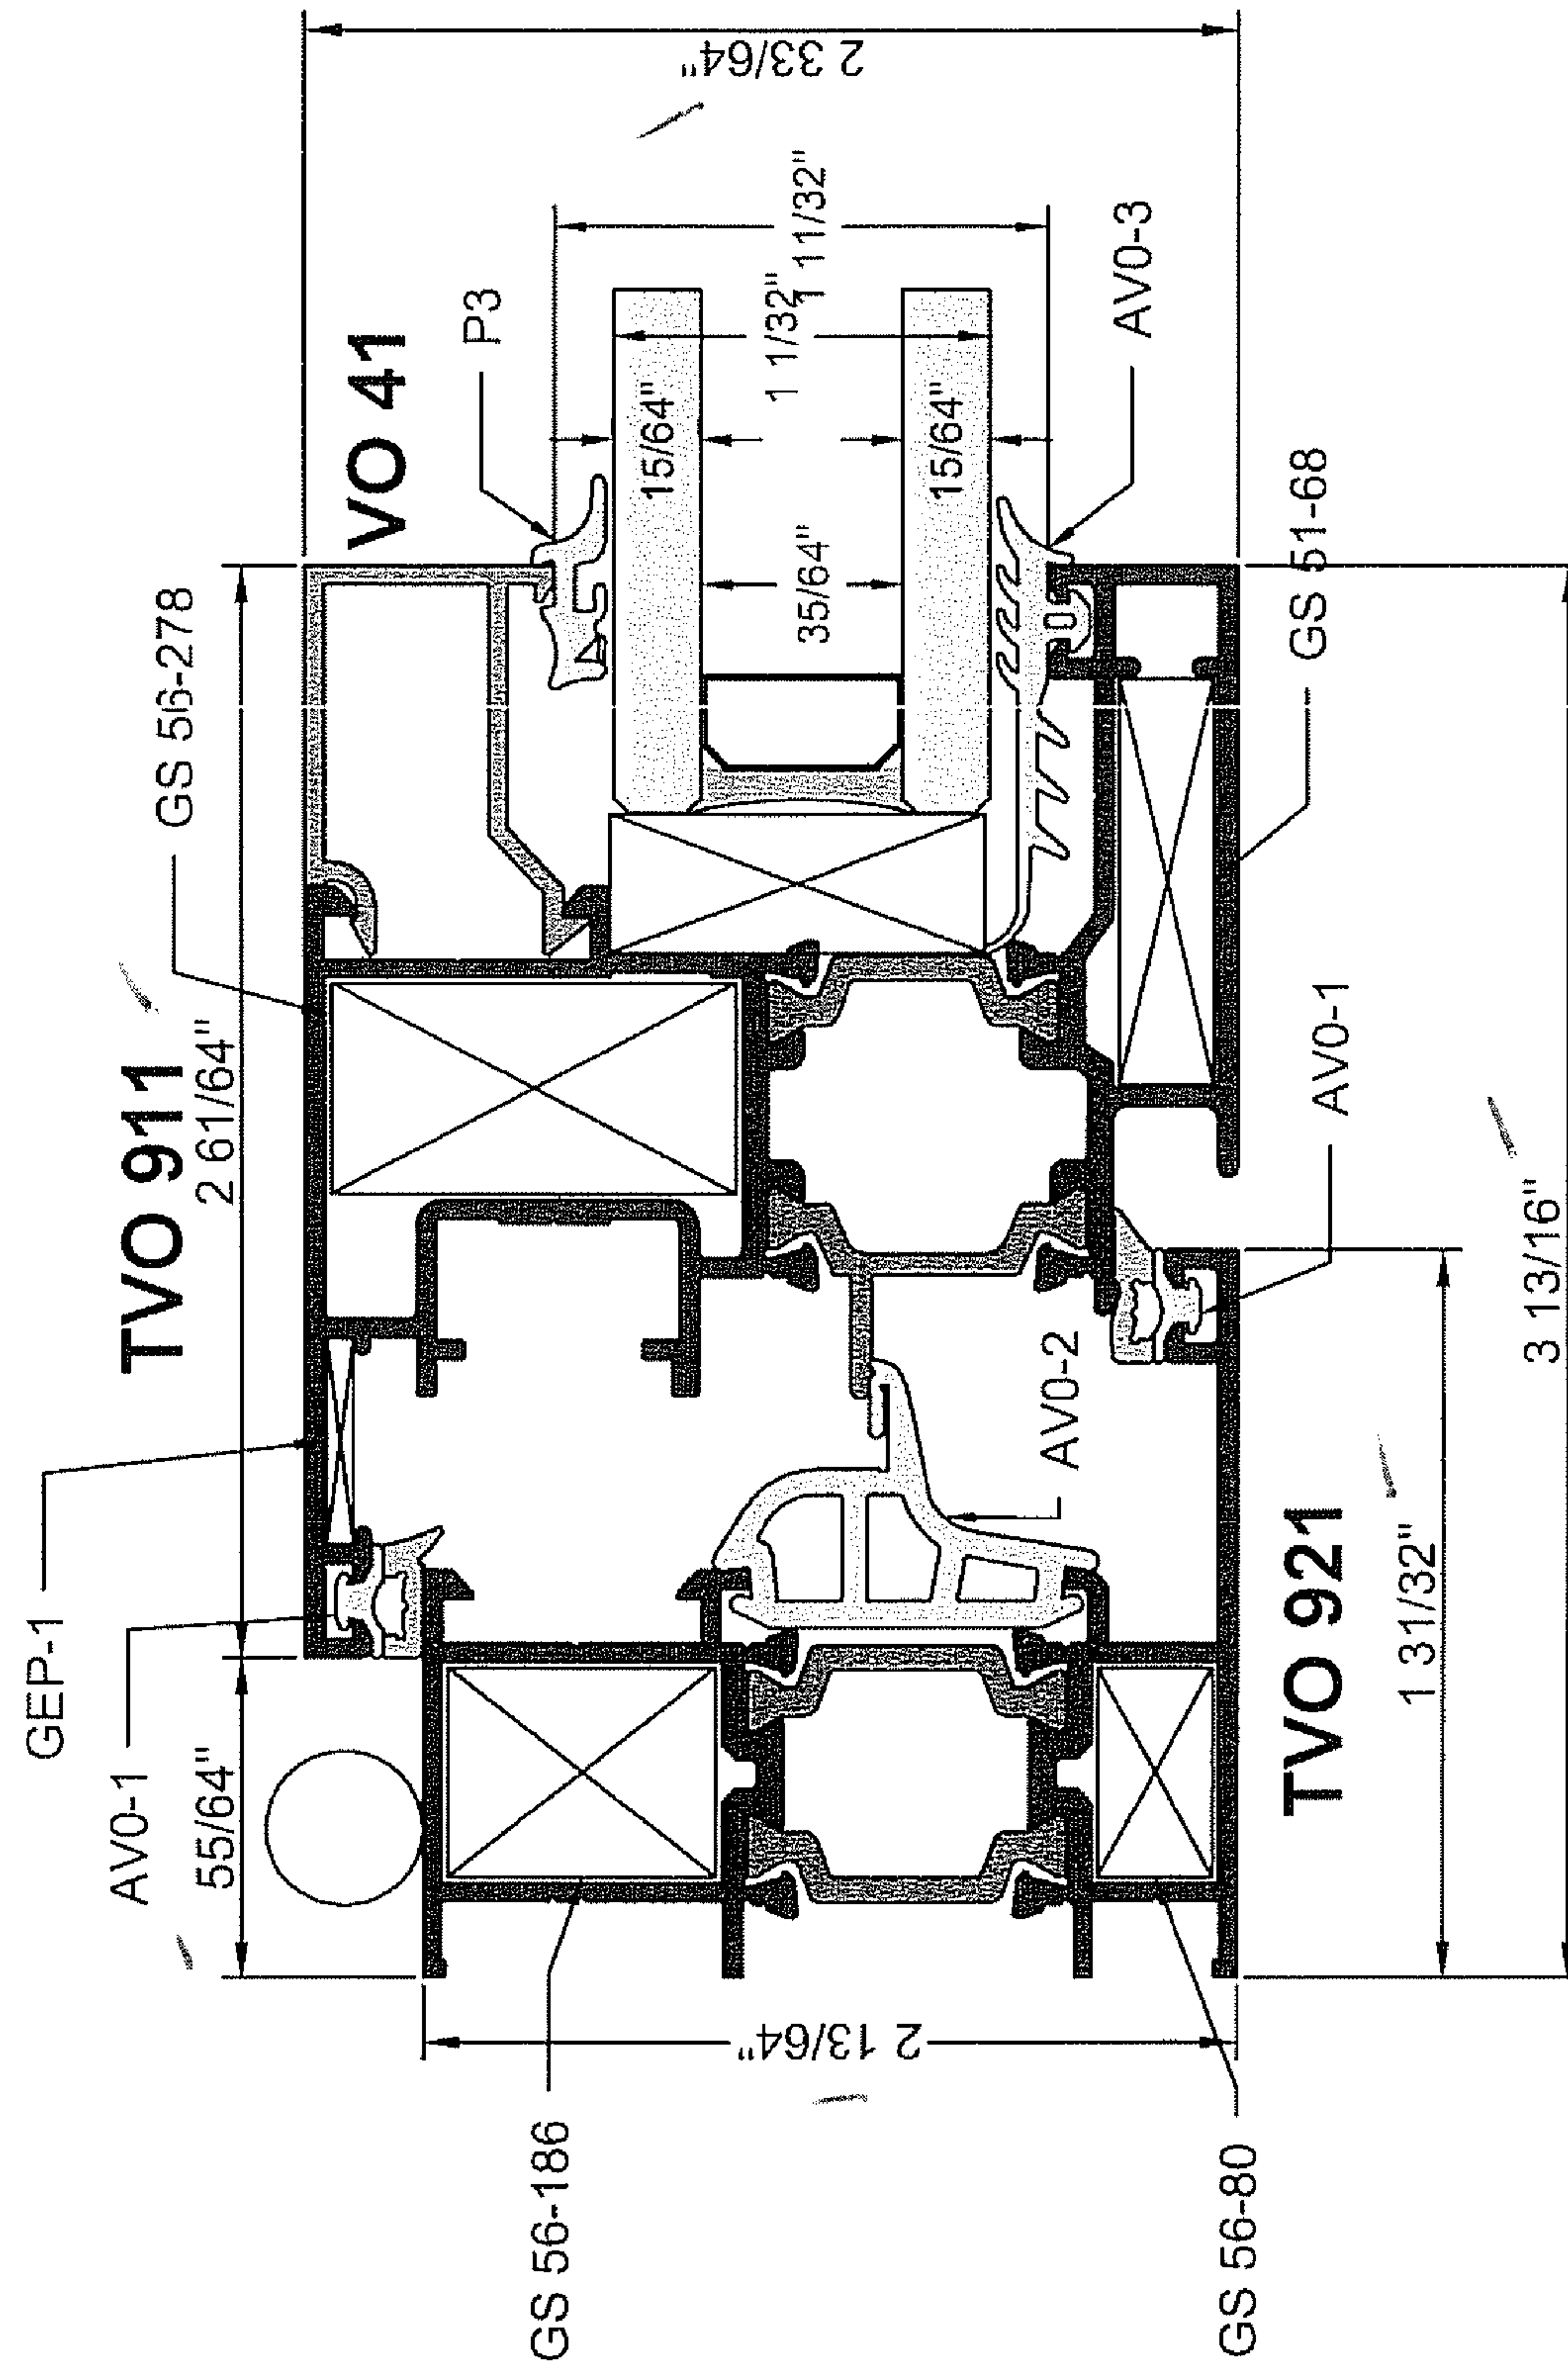 GEP-1
AV0-1
55/64"
TVO 911
2 61/64"
GS 56-278
VO 41
P3
2 33/64"
15/64"
35/64"
15/64"
1 1/32"
1 11/32"
AV0-3
GS 51-68
AV0-1
AV0-2
TVO 921
1 31/32"
3 13/16"
2 13/64"
GS 56-186
GS 56-80